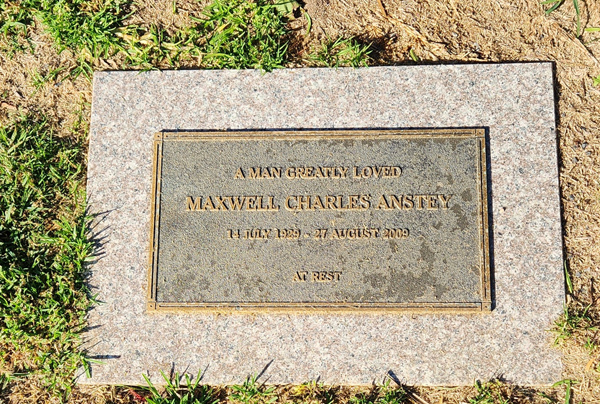 A MAN GREATLY LOVED
MAXWELL CHARLES ANSTEY
14 JULY 1929 - 27 AUGUST 2009
AT REST